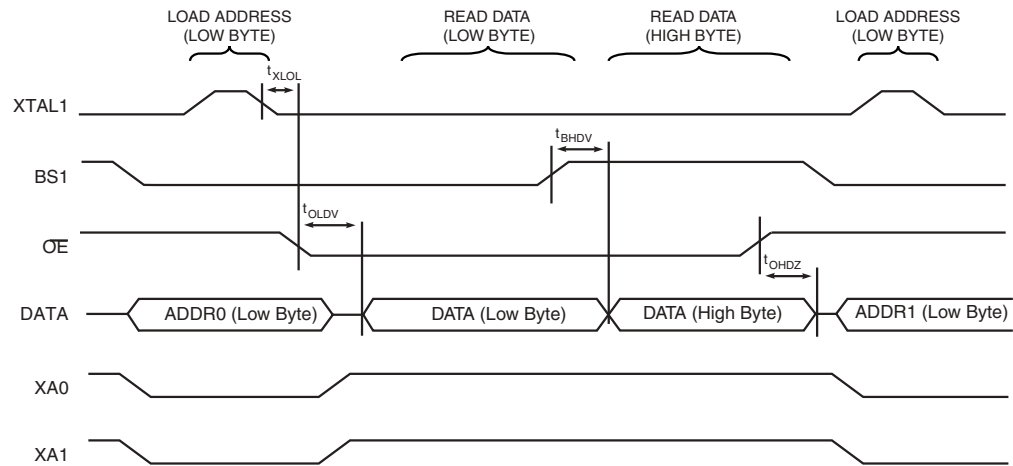 LOAD ADDRESS
(LOW BYTE)
READ DATA
(LOW BYTE)
READ DATA
(HIGH BYTE)
LOAD ADDRESS
(LOW BYTE)
tXLOL
XTAL1
tBHDV
BS1
tOLDV
OE
tOHDZ
DATA
ADDR0 (Low Byte)
DATA (Low Byte)
DATA (High Byte)
ADDR1 (Low Byte)
XA0
XA1